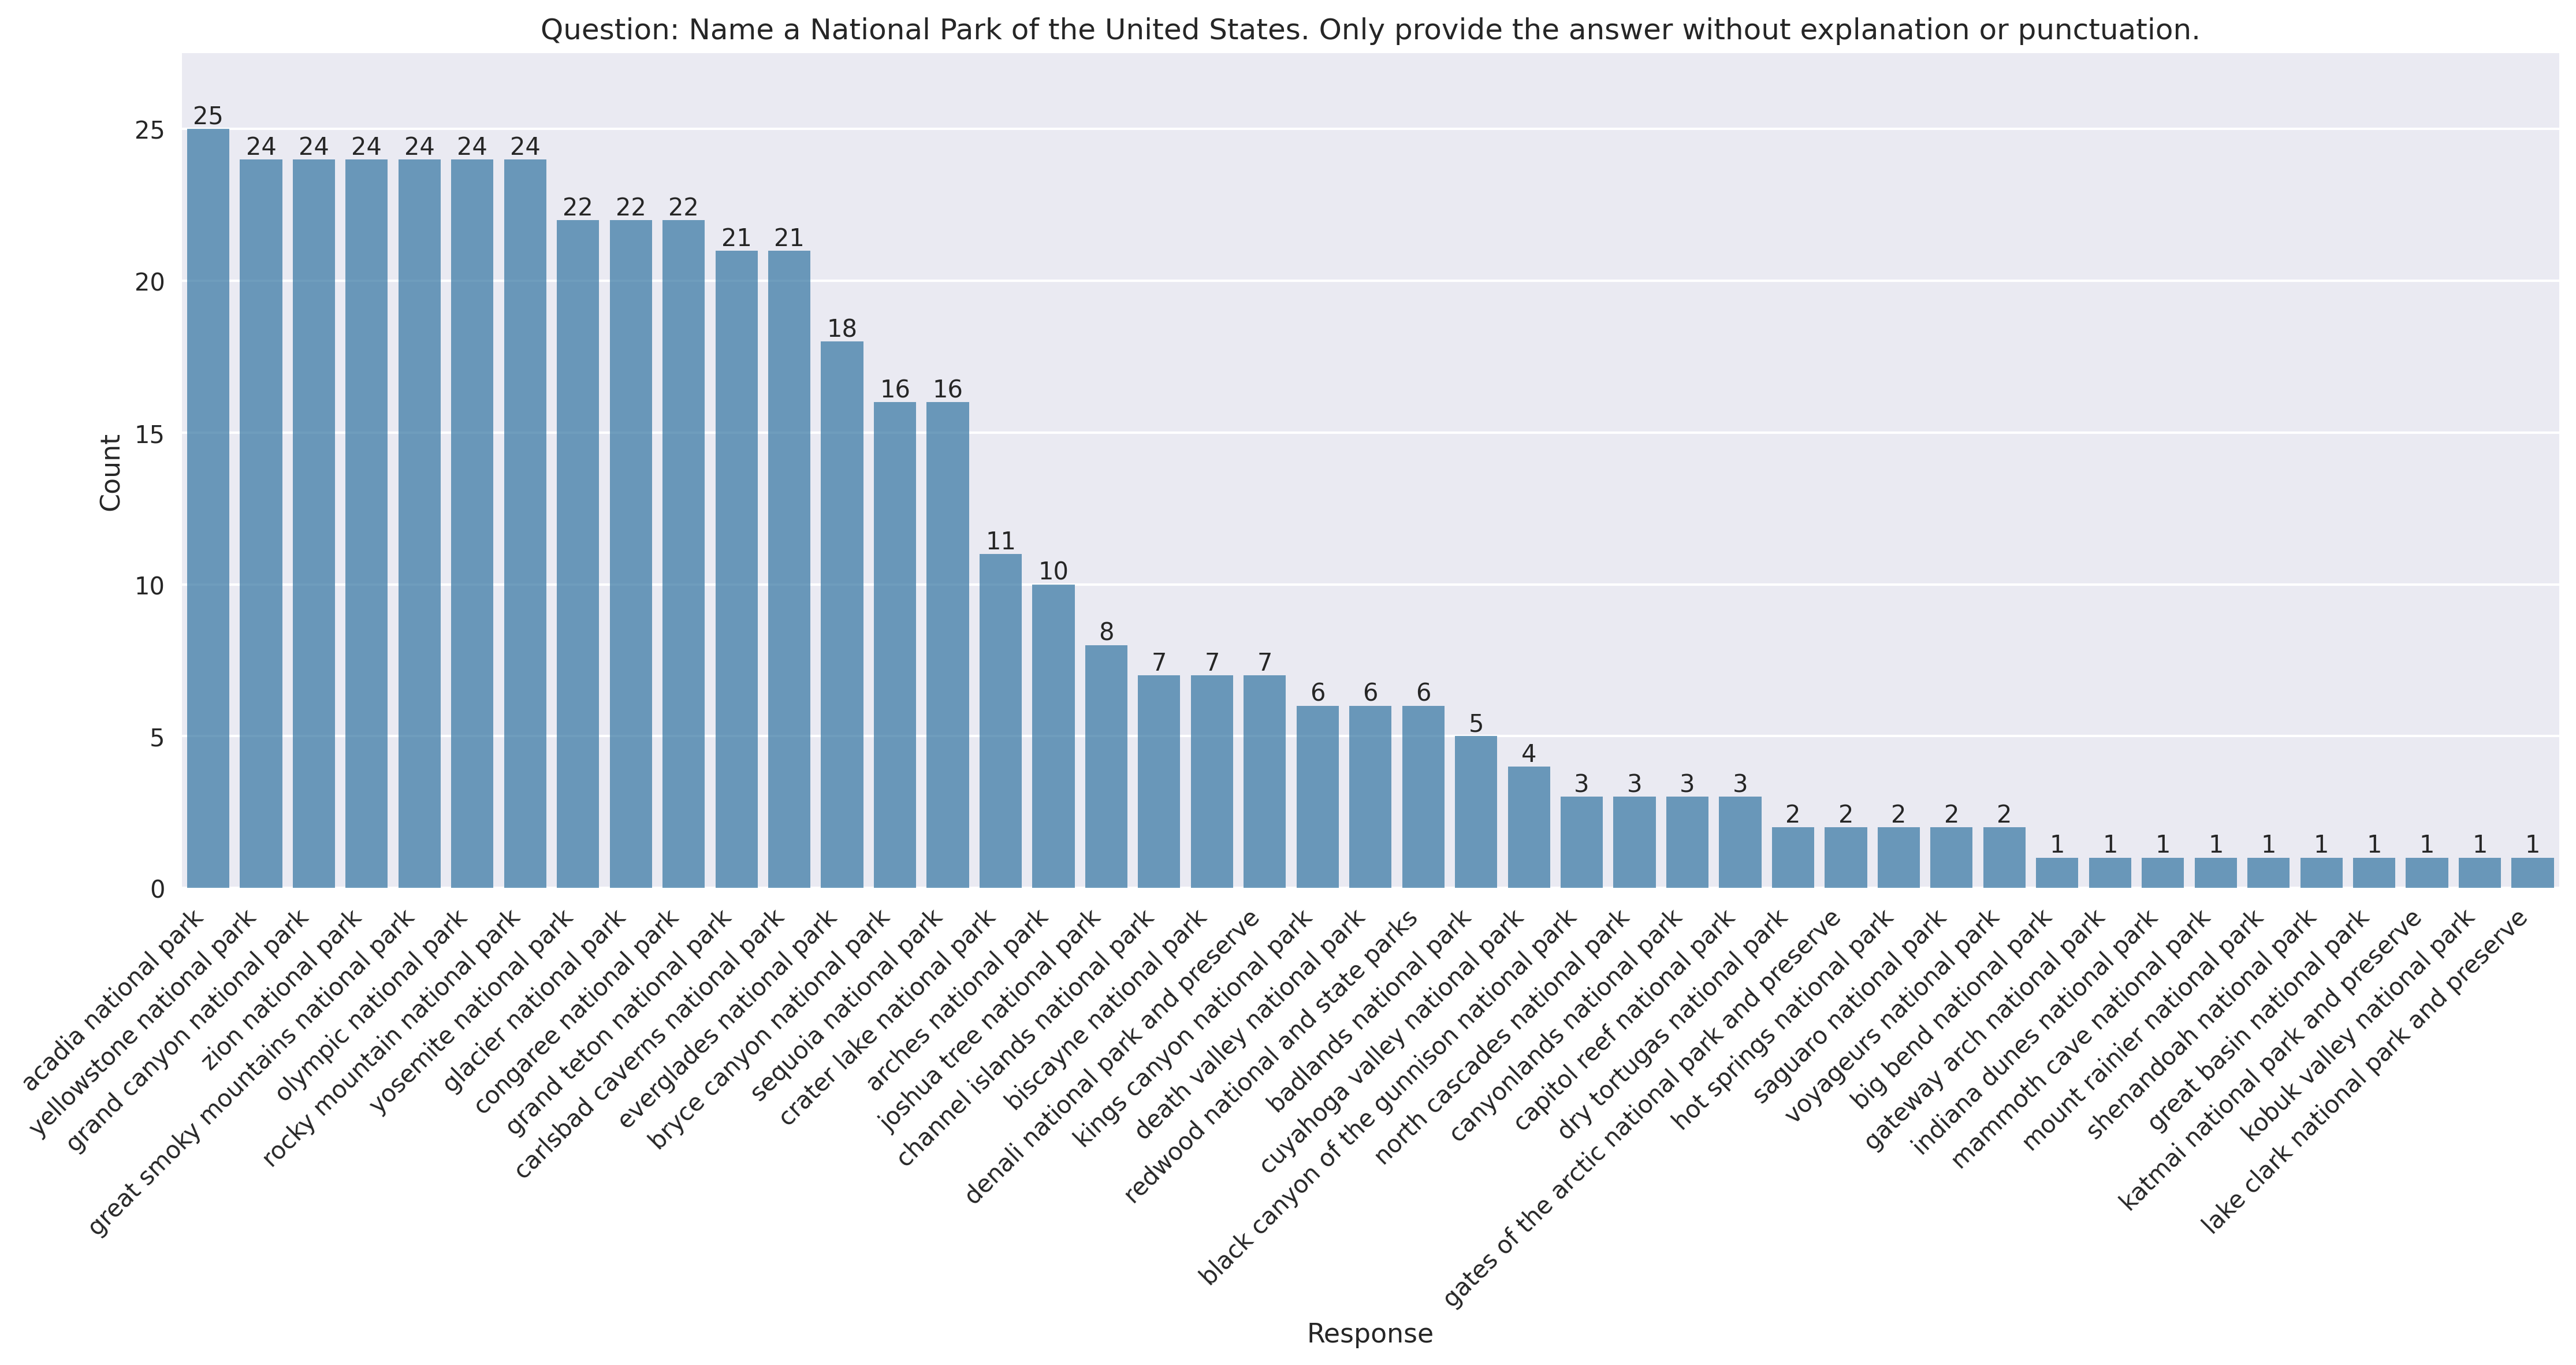 Question: Name a National Park of the United States. Only provide the answer without explanation or punctuation.
25
24
24
24
24
24
24
22
22
22
21
21
18
16
16
11
10
8
7
7
7
6
6
6
5
4
3
3
3
3
2
2
2
2
2
1
1
1
1
1
1
1
1
1
1
25
20
15
10
5
0
Count
acadia national park
yellowstone national park
grand canyon national park
zion national park
great smoky mountains national park
olympic national park
rocky mountain national park
yosemite national park
glacier national park
congaree national park
grand teton national park
carlsbad caverns national park
everglades national park
bryce canyon national park
sequoia national park
crater lake national park
arches national park
joshua tree national park
channel islands national park
biscayne national park
denali national park and preserve
kings canyon national park
death valley national park
redwood national and state parks
badlands national park
cuyahoga valley national park
black canyon of the gunnison national park
north cascades national park
canyonlands national park
capitol reef national park
dry tortugas national park
gates of the arctic national park and preserve
hot springs national park
saguaro national park
voyageurs national park
big bend national park
gateway arch national park
indiana dunes national park
mammoth cave national park
mount rainier national park
shenandoah national park
great basin national park
katmai national park and preserve
kobuk valley national park
lake clark national park and preserve
Response